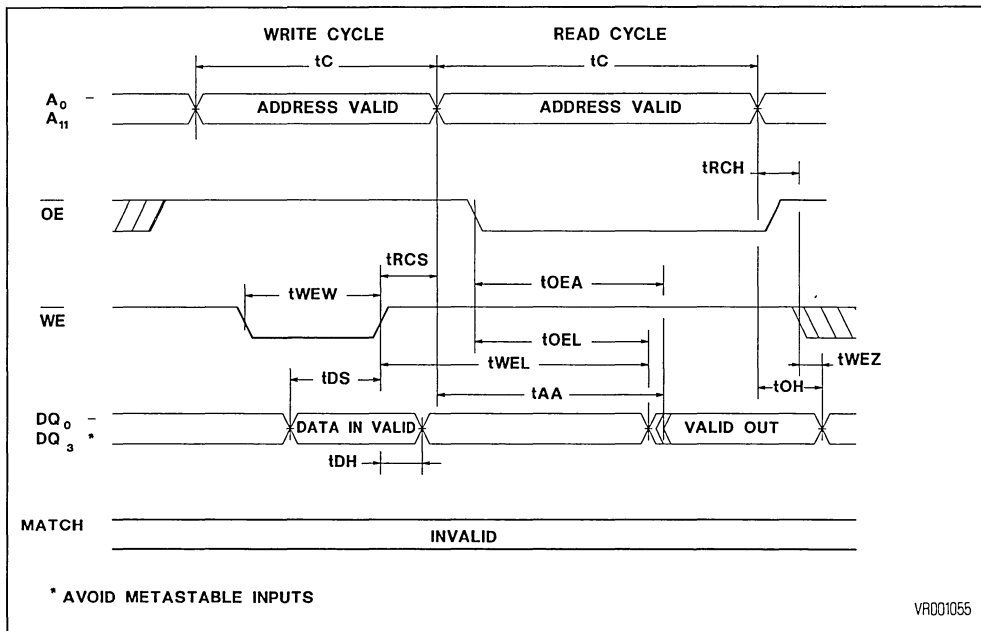 WRITE CYCLE
READ CYCLE
tC
tC
A0 –
A11
ADDRESS VALID
ADDRESS VALID
tRCH
OE
tRCS
tWEW
tOEA
WE
tOEL
tWEL
tWEZ
tDS
tOH
tAA
DQ0 –
DQ3 *
DATA IN VALID
VALID OUT
tDH
MATCH
INVALID
* AVOID METASTABLE INPUTS
VR001055